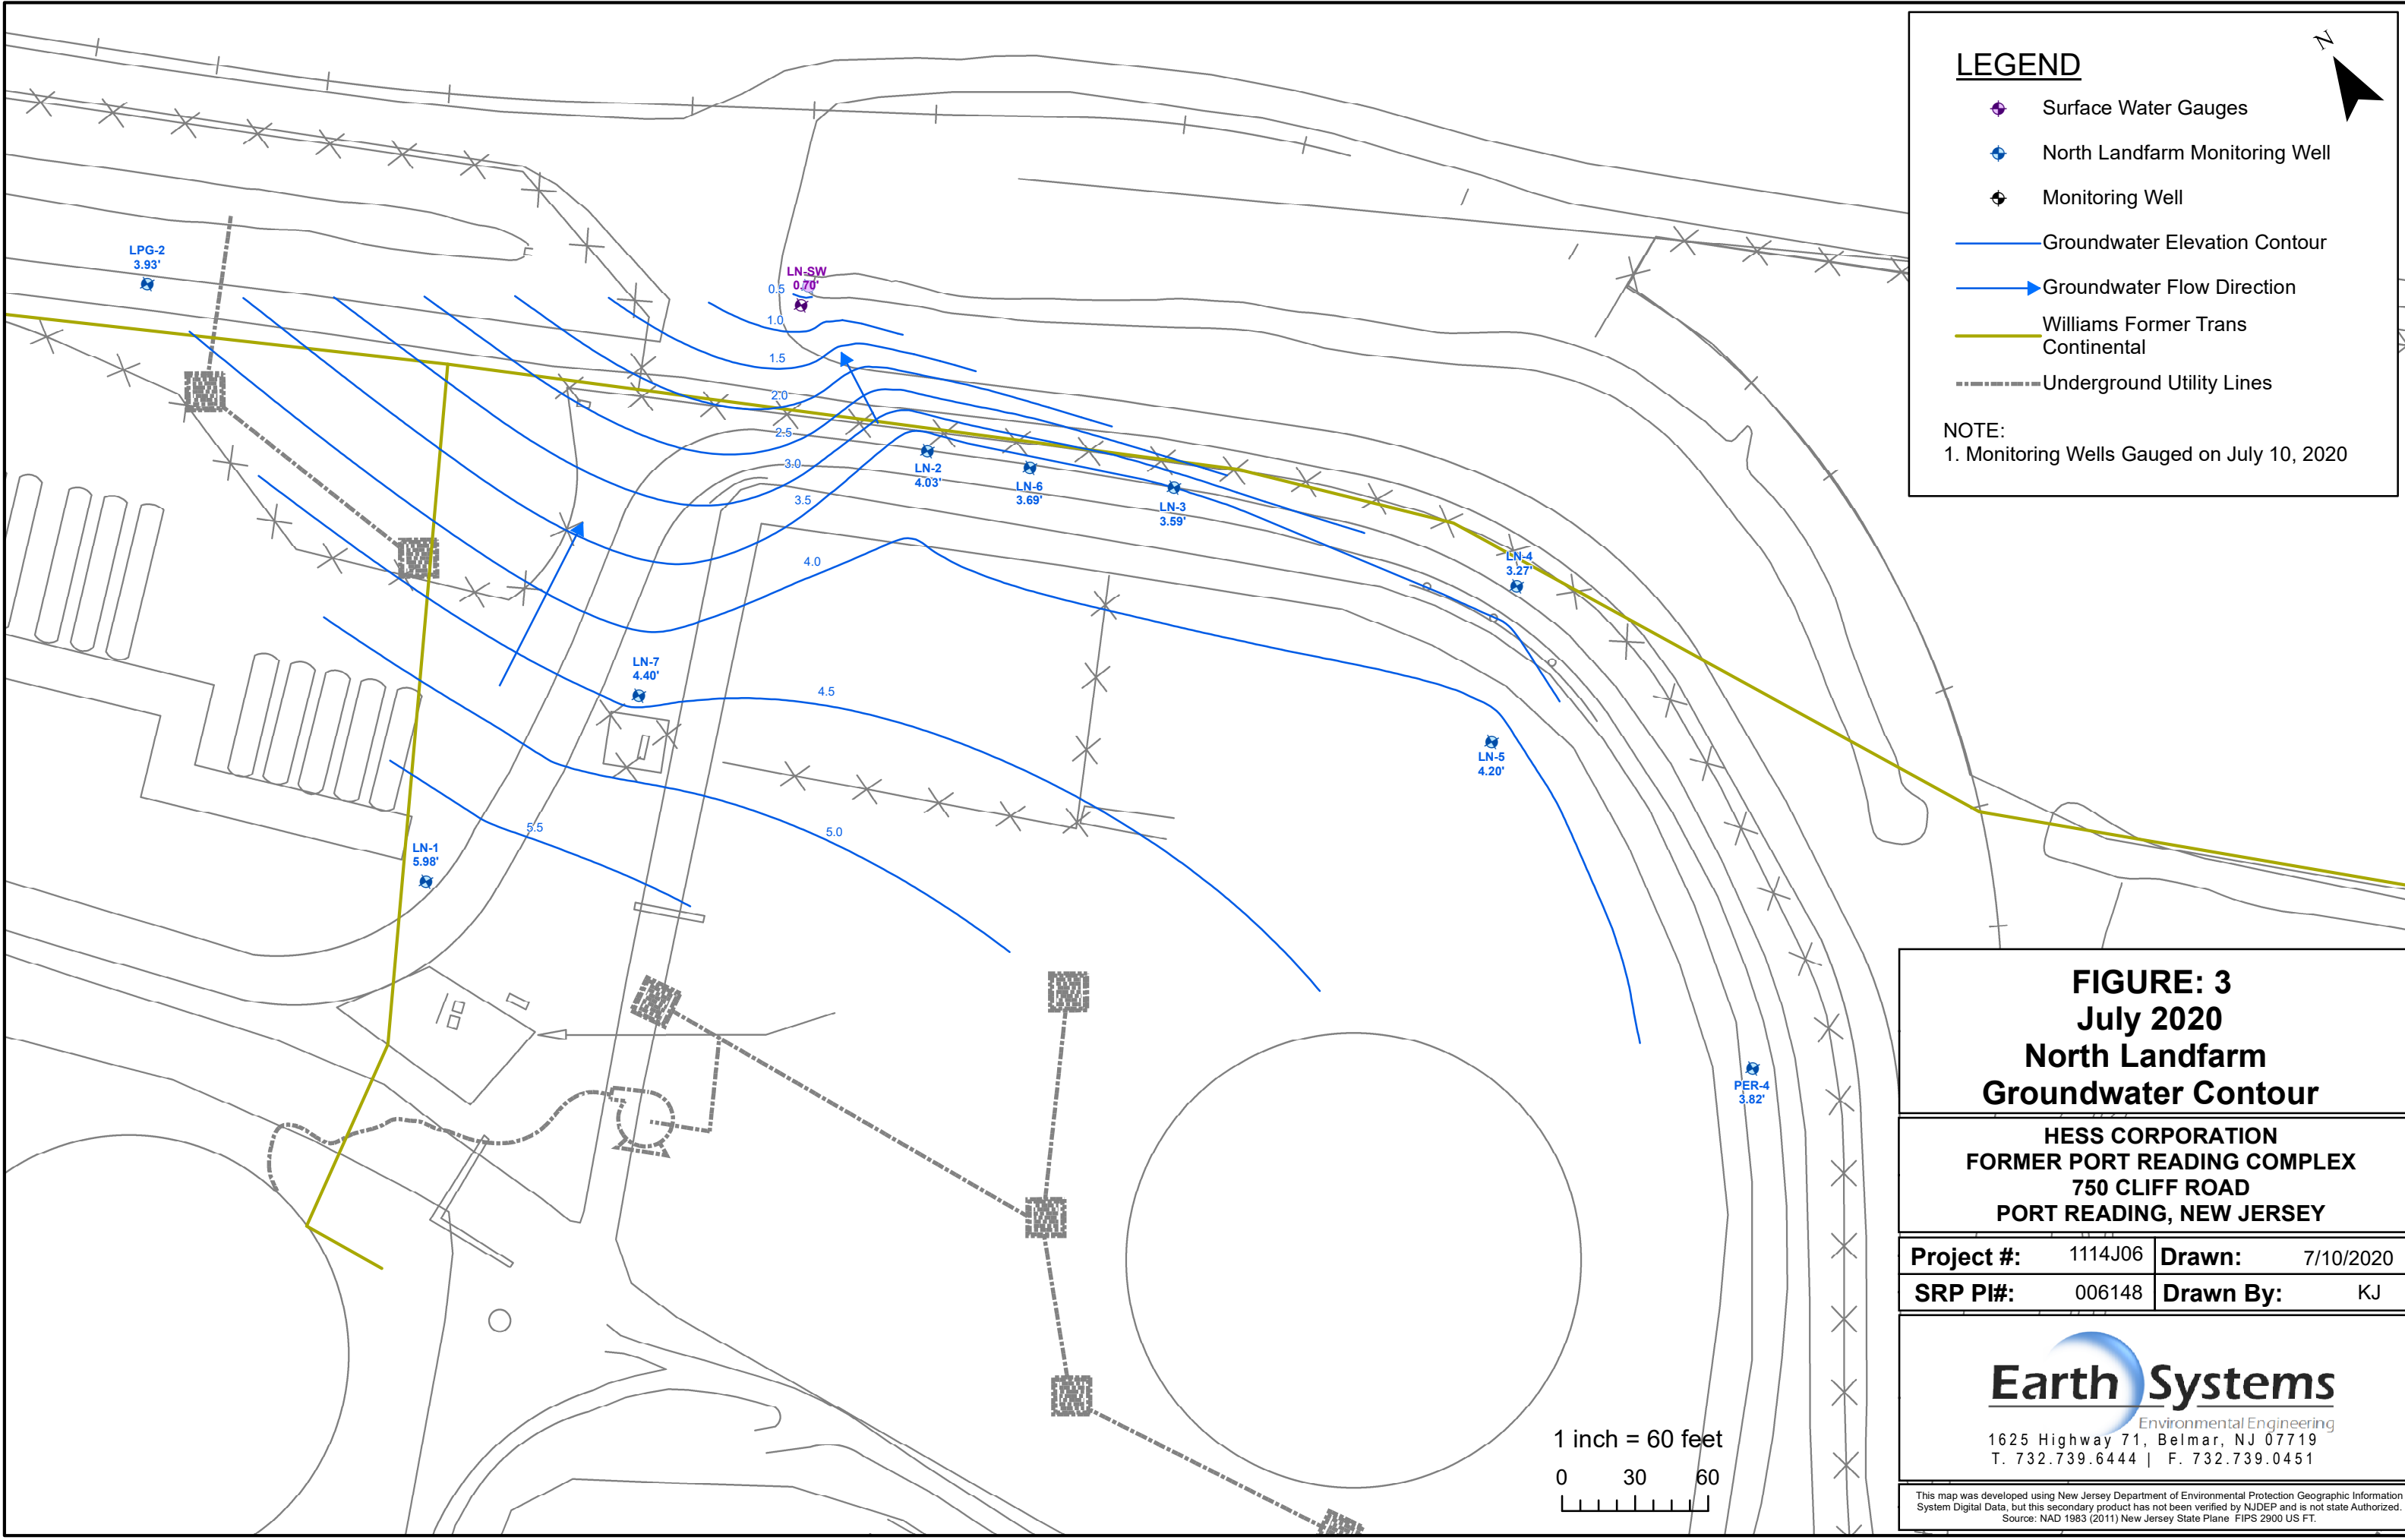 LEGEND
N
Surface Water Gauges
North Landfarm Monitoring Well
Monitoring Well
Groundwater Elevation Contour
Groundwater Flow Direction
Williams Former Trans
Continental
Underground Utility Lines
NOTE:
1. Monitoring Wells Gauged on July 10, 2020
LPG-2
3.93'
LN-SW
0.70'
0.5
1.0
1.5
2.0
2.5
3.0
3.5
4.0
4.5
5.0
5.5
LN-2
4.03'
LN-6
3.69'
LN-3
3.59'
LN-4
3.27'
LN-7
4.40'
LN-5
4.20'
LN-1
5.98'
PER-4
3.82'
1 inch = 60 feet
0 30 60
FIGURE: 3
July 2020
North Landfarm
Groundwater Contour
HESS CORPORATION
FORMER PORT READING COMPLEX
750 CLIFF ROAD
PORT READING, NEW JERSEY
Project #: 1114J06 Drawn: 7/10/2020
SRP PI#: 006148 Drawn By: KJ
Earth Systems
Environmental Engineering
1625 Highway 71, Belmar, NJ 07719
T. 732.739.6444 | F. 732.739.0451
This map was developed using New Jersey Department of Environmental Protection Geographic Information
System Digital Data, but this secondary product has not been verified by NJDEP and is not state Authorized.
Source: NAD 1983 (2011) New Jersey State Plane FIPS 2900 US FT.